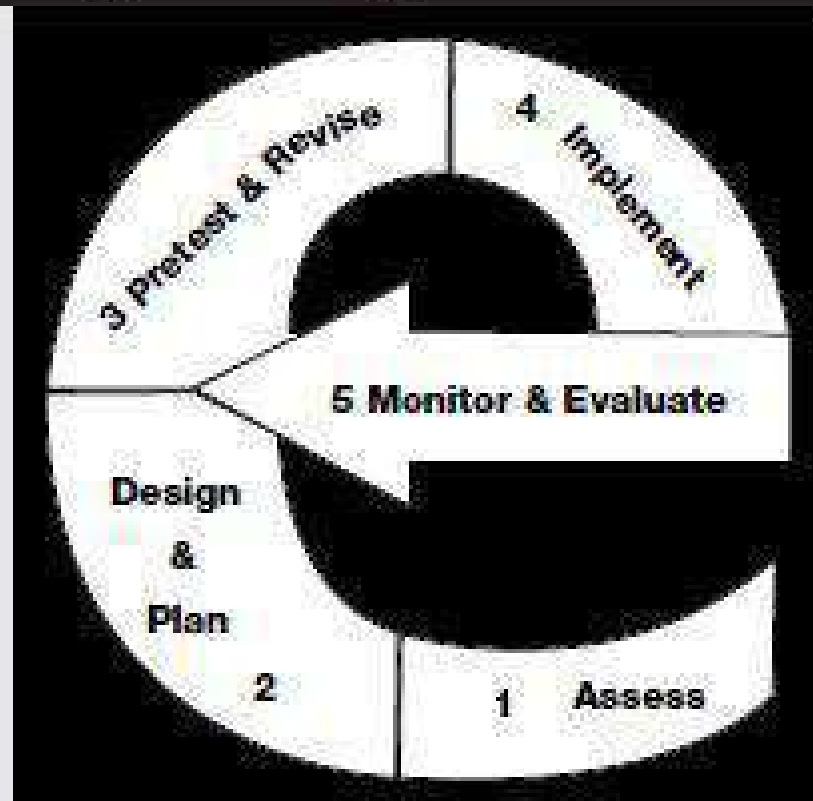 3 Pretest & Revise
4 Implement
5 Monitor & Evaluate
Design
&
Plan
2
1 Assess